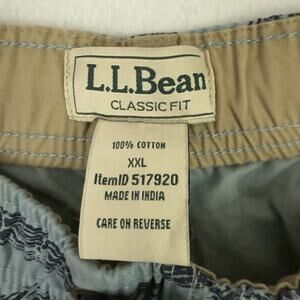 L.L.Bean
CLASSIC FIT
100% COTTON
XXL
ItemID 517920
MADE IN INDIA
CARE ON REVERSE